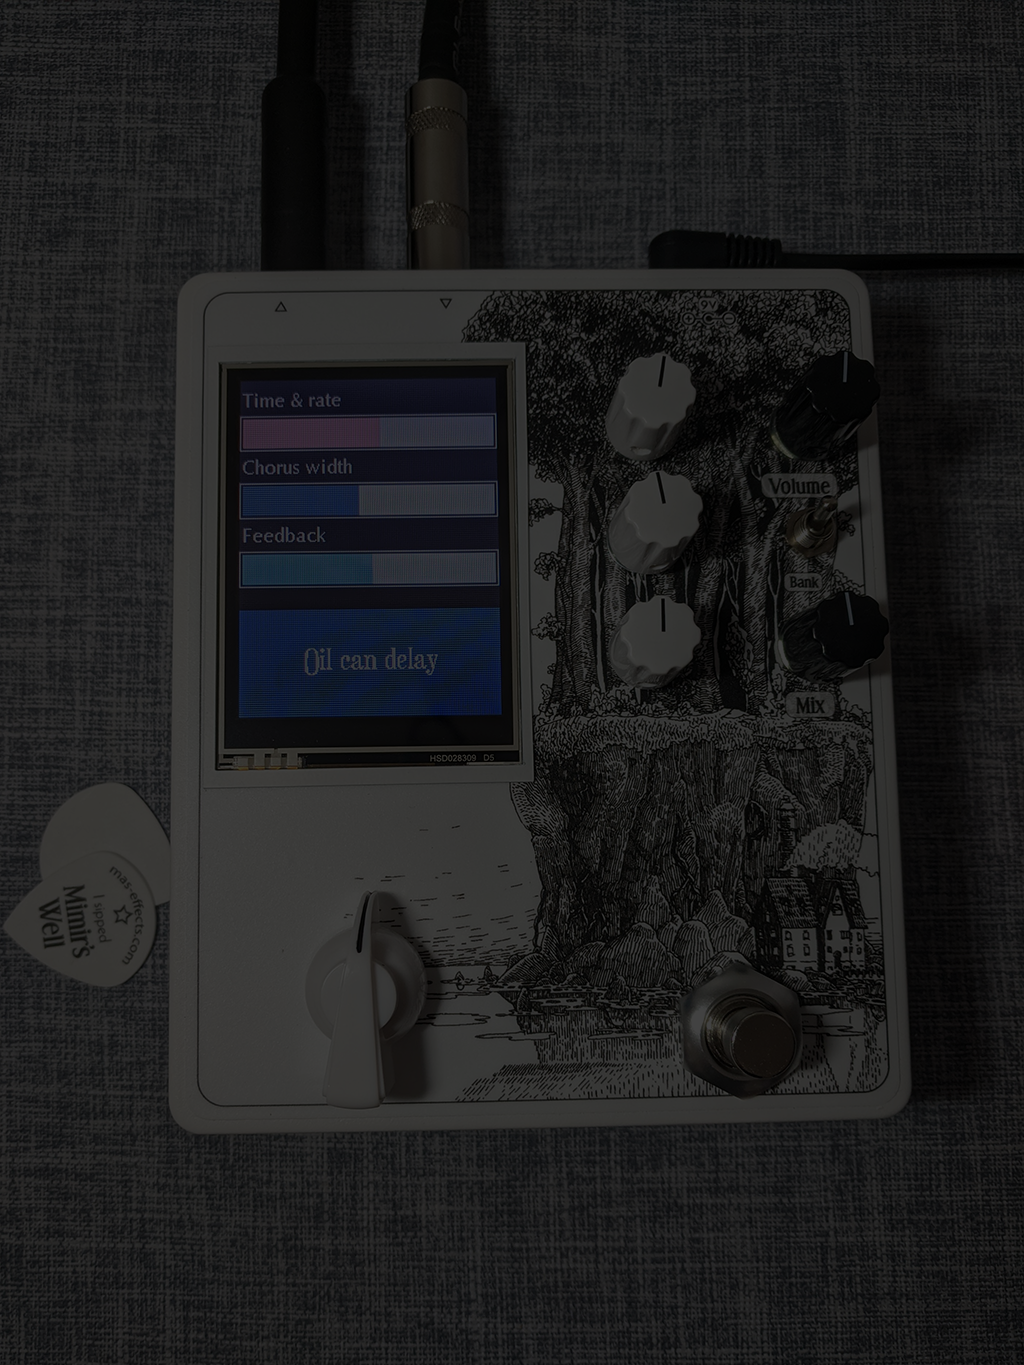 Time & rate
Chorus width
Feedback
Oil can delay
HSD028309 D5
Volume
Bank
Mix
mas-effects.com
I sipped
Mimir's
Well